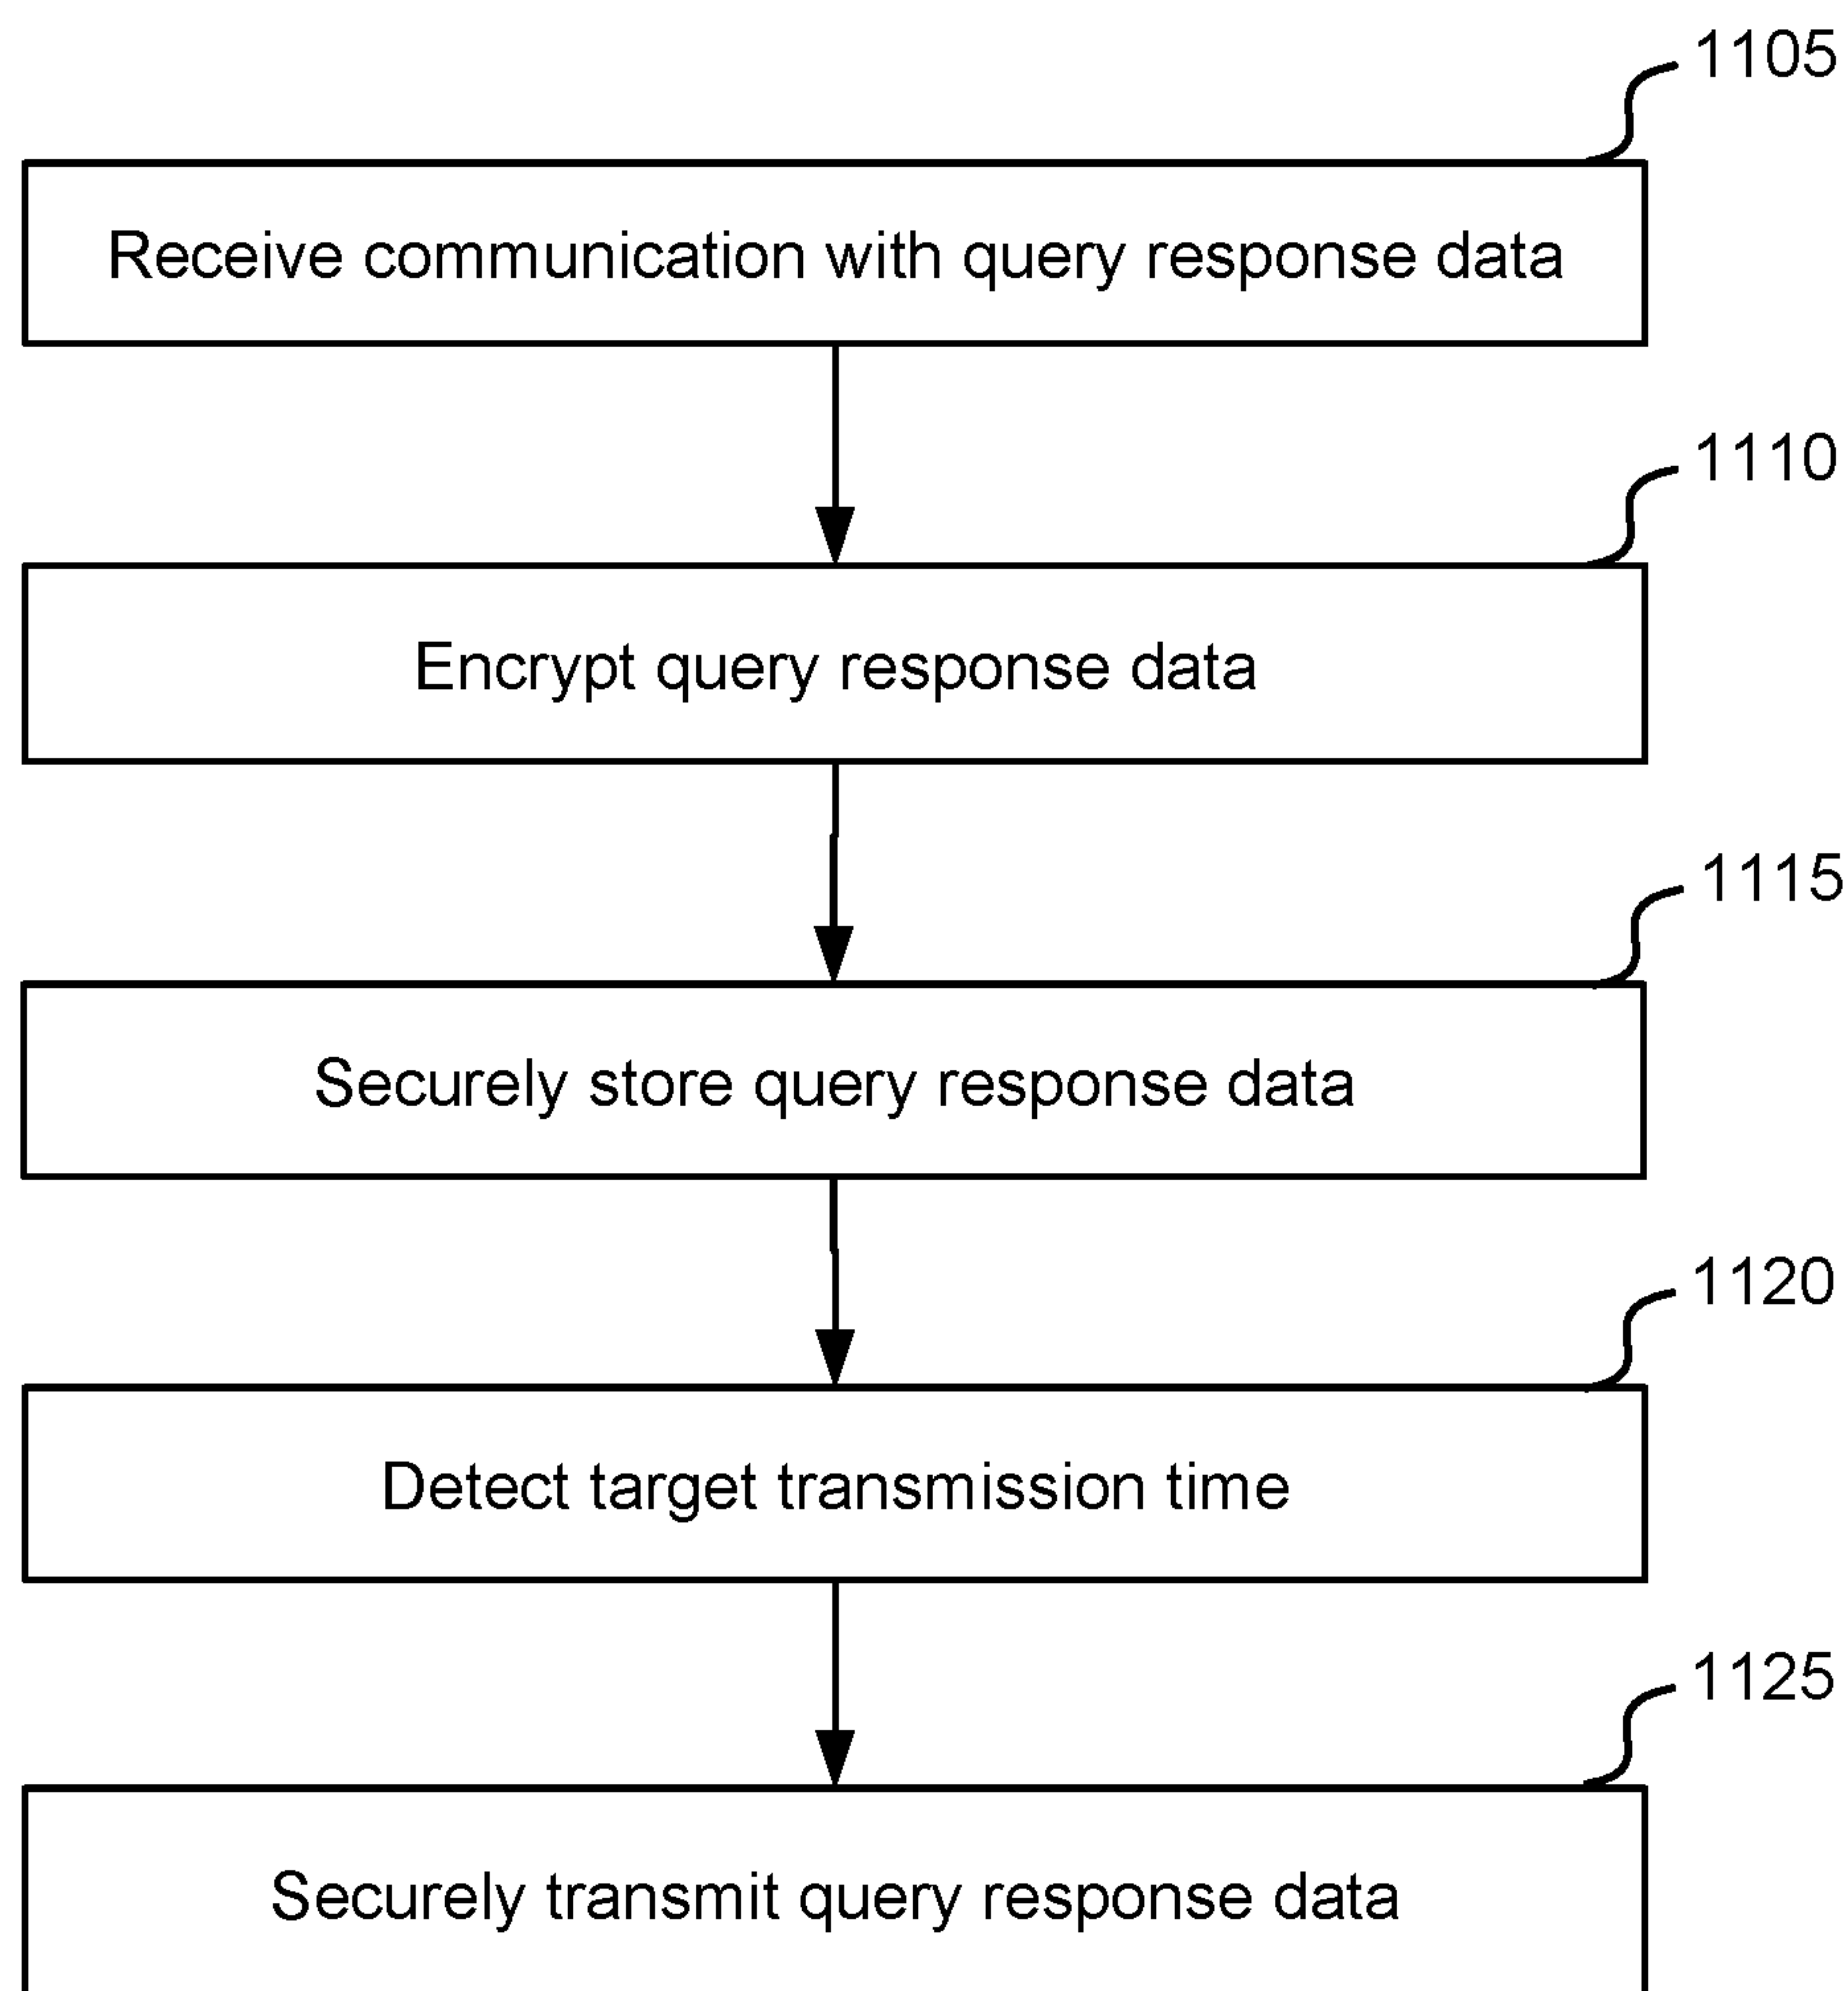 1105
Receive communication with query response data
1110
Encrypt query response data
1115
Securely store query response data
1120
Detect target transmission time
1125
Securely transmit query response data